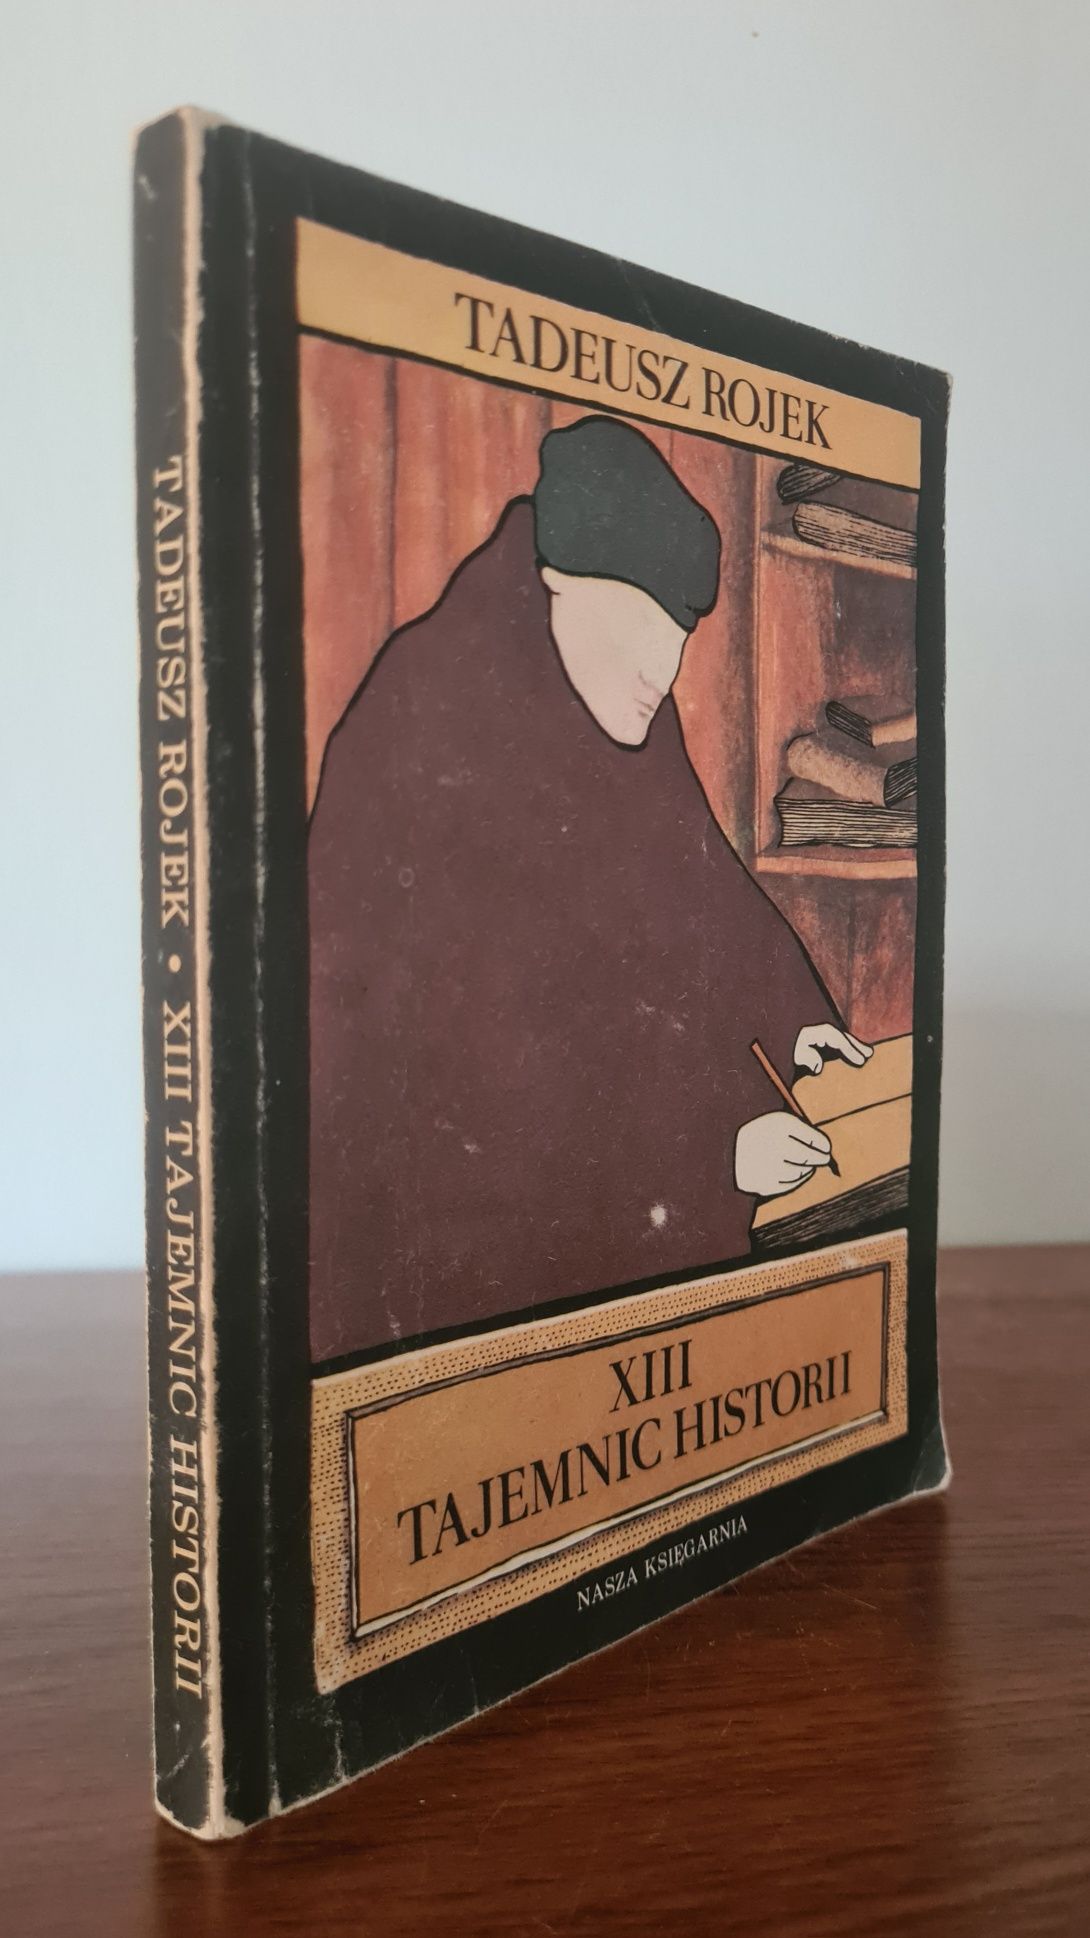 TADEUSZ ROJEK
XIII
TAJEMNIC HISTORII
NASZA KSIĘGARNIA
TADEUSZ ROJEK • XIII TAJEMNIC HISTORII